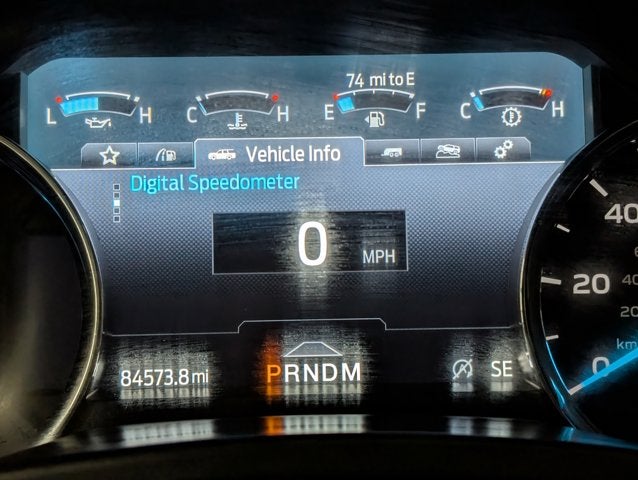 74 mi to E
L H C H E F C H
Vehicle Info
Digital Speedometer
0 MPH
84573.8 mi PRNDM SE
40
20
40
20
km
0